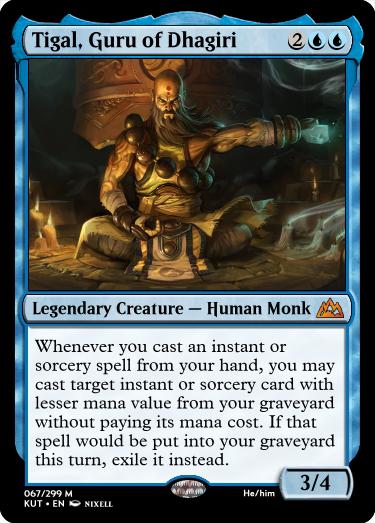 Tigal, Guru of Dhagiri 2
Legendary Creature — Human Monk
Whenever you cast an instant or
sorcery spell from your hand, you may
cast target instant or sorcery card with
lesser mana value from your graveyard
without paying its mana cost. If that
spell would be put into your graveyard
this turn, exile it instead.
3/4
067/299 M He/him
KUT • EN NIXELL